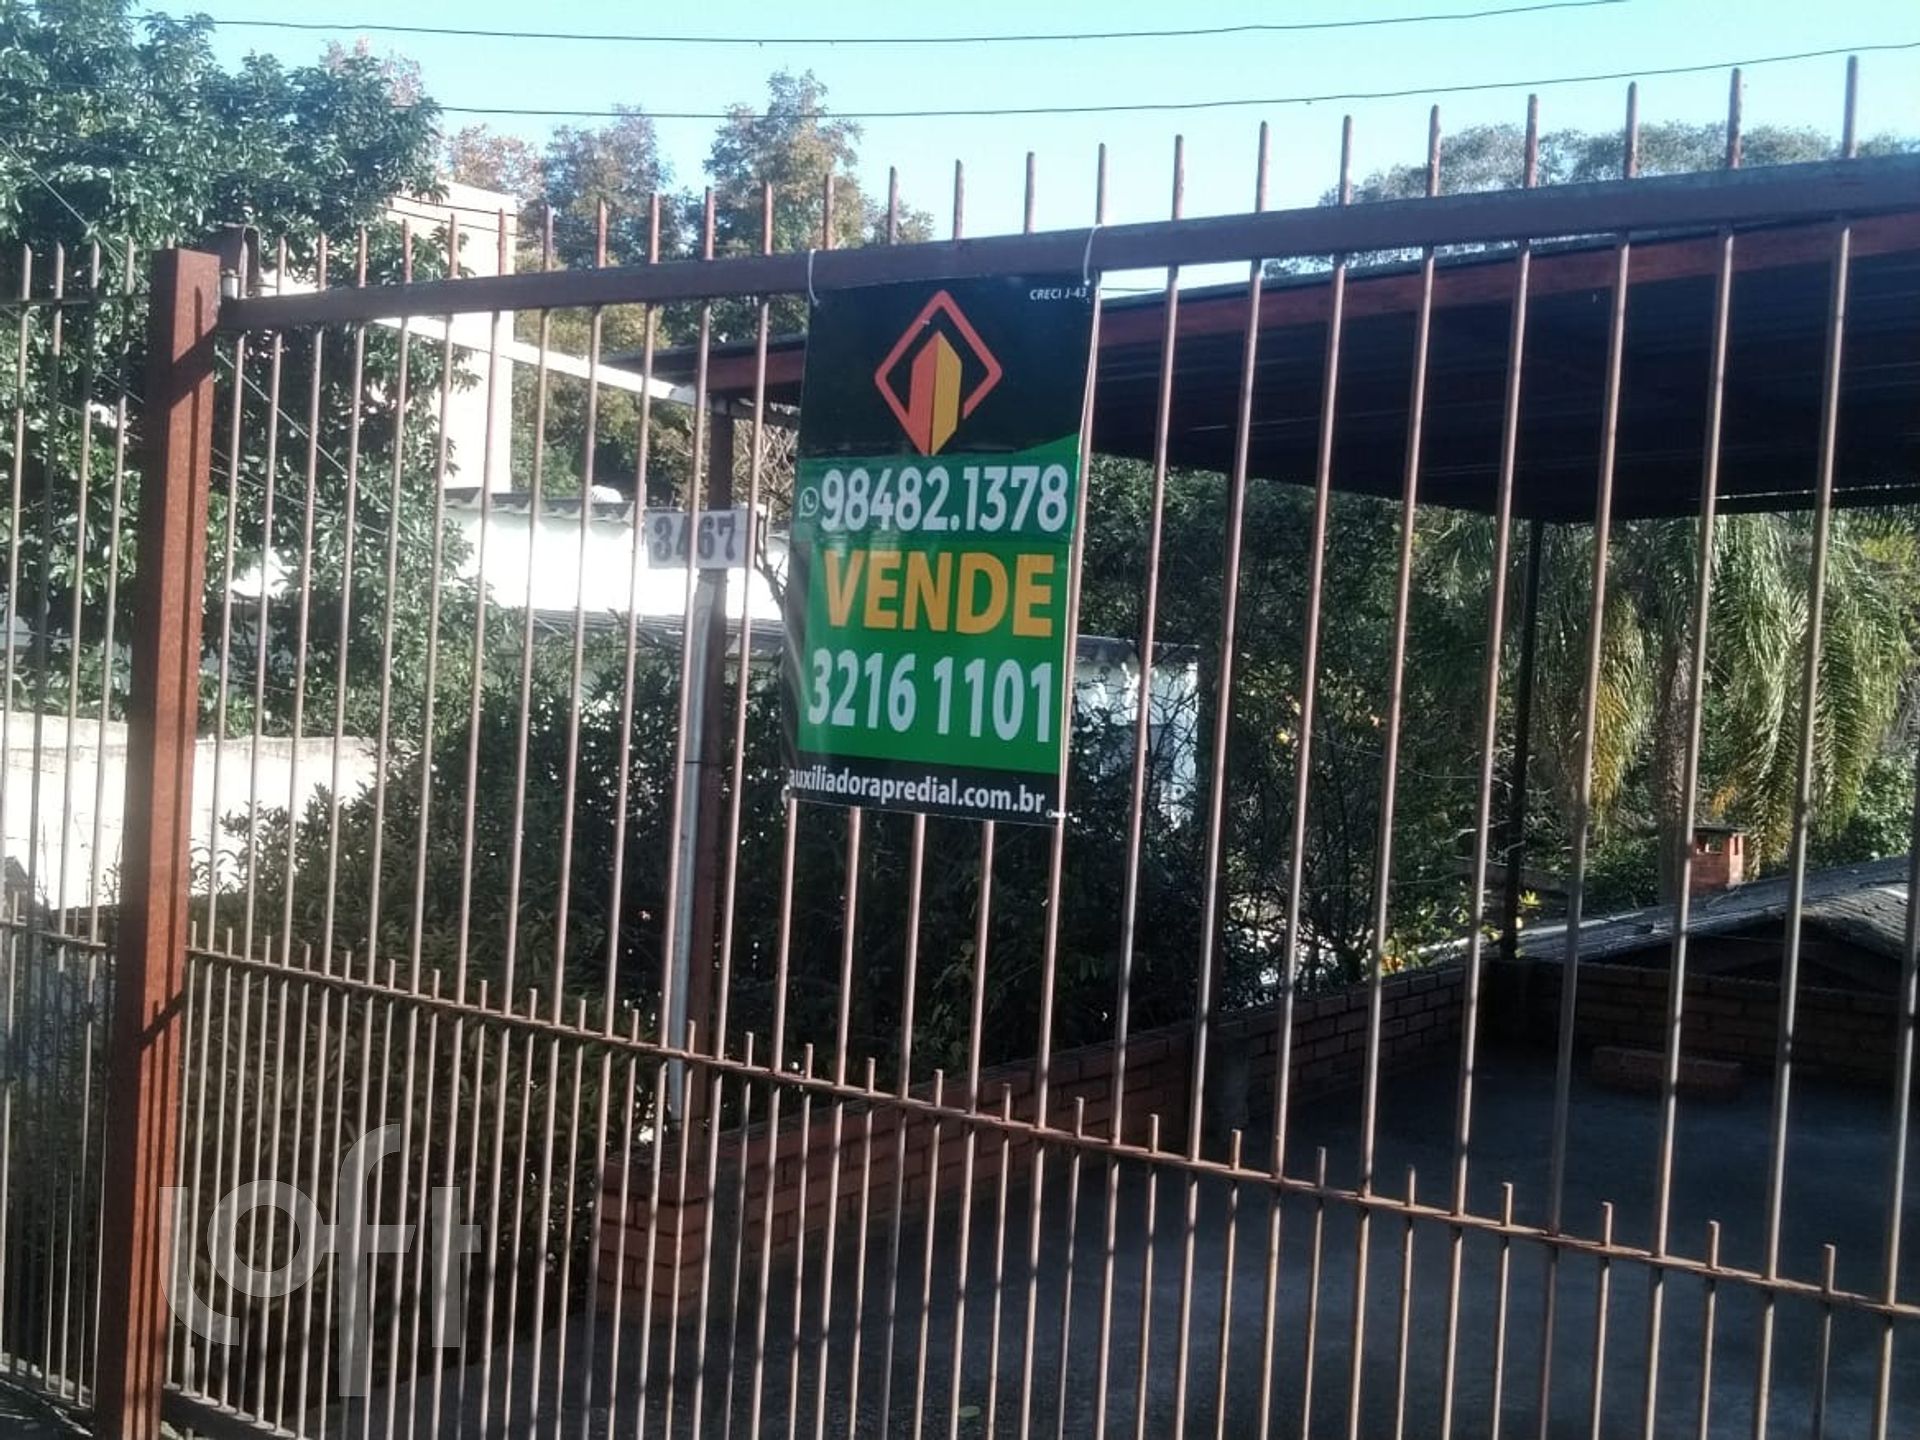 CRECI J-43
98482.1378
3467
VENDE
3216 1101
auxiliadorapredial.com.br
loft